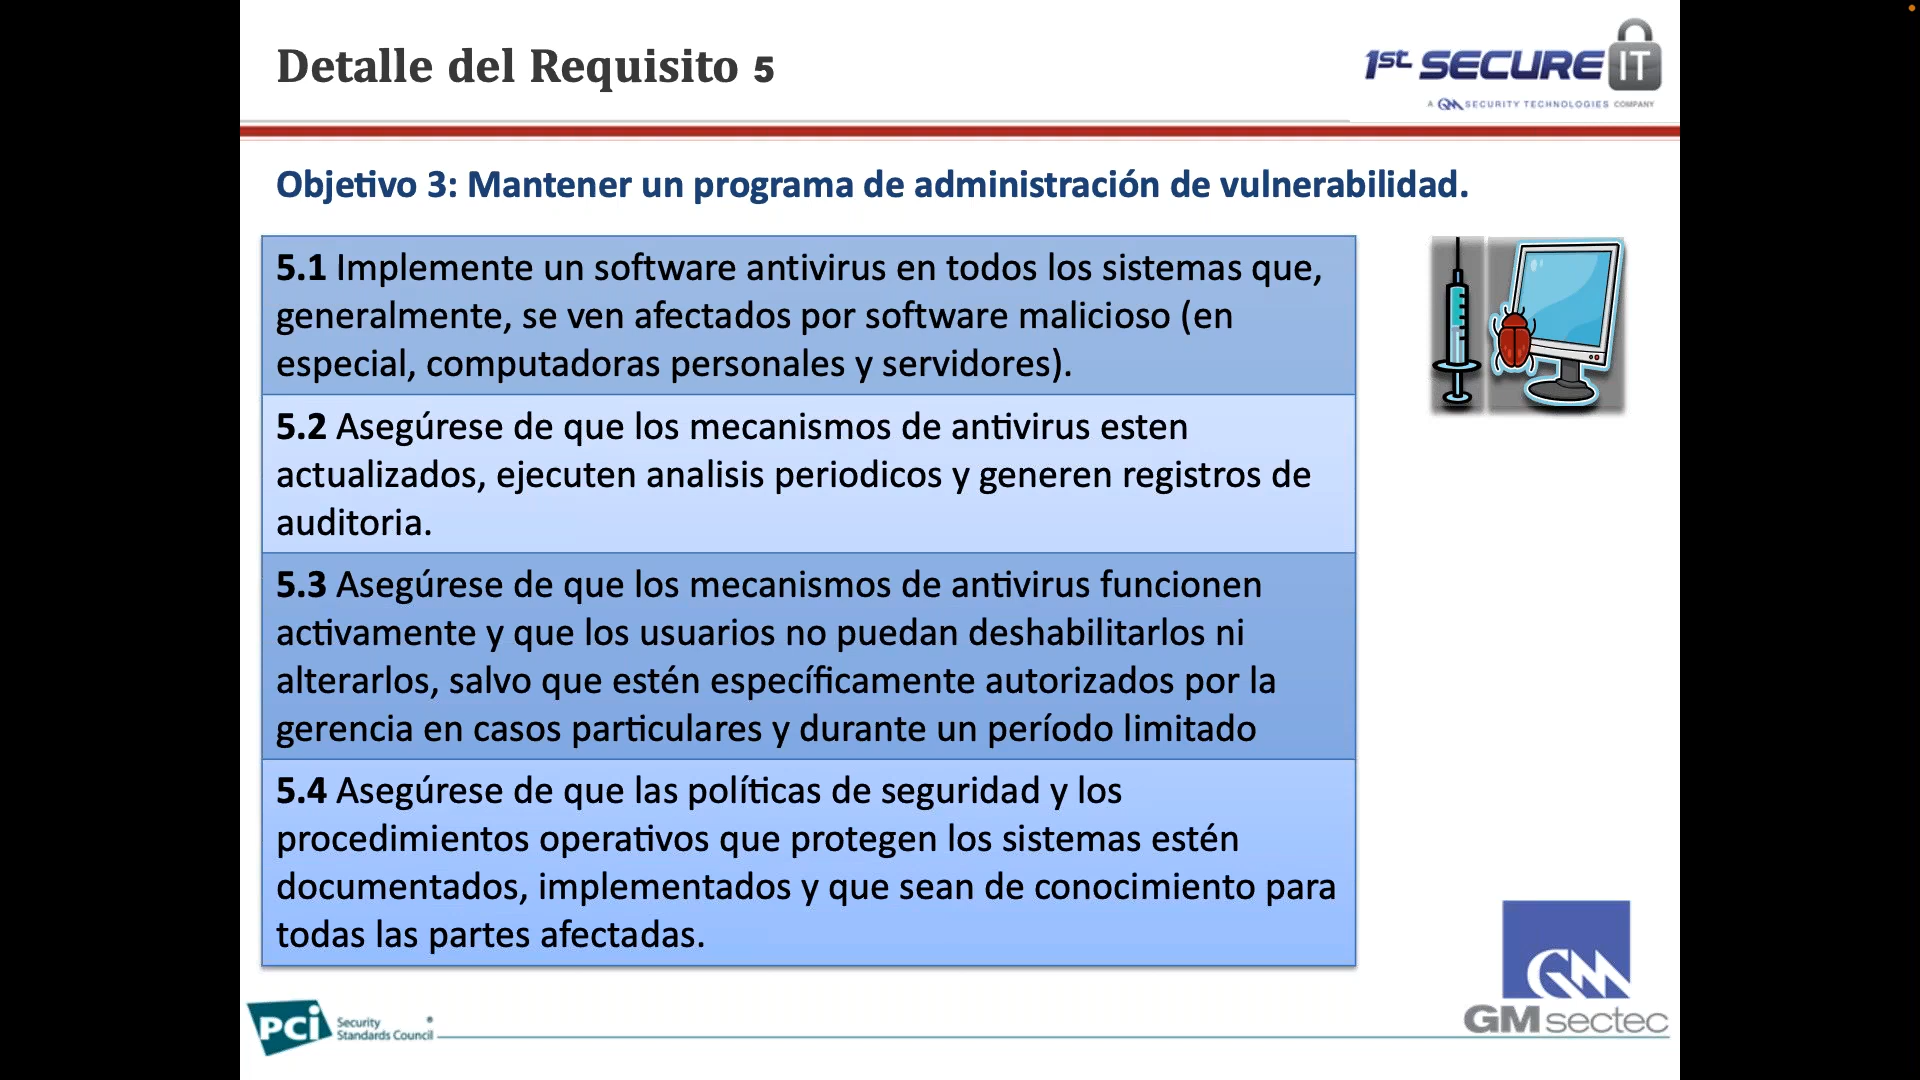 Detalle del Requisito 5
1st SECURE IT
A GM SECURITY TECHNOLOGIES COMPANY
Objetivo 3: Mantener un programa de administración de vulnerabilidad.
5.1 Implemente un software antivirus en todos los sistemas que,
generalmente, se ven afectados por software malicioso (en
especial, computadoras personales y servidores).
5.2 Asegúrese de que los mecanismos de antivirus esten
actualizados, ejecuten analisis periodicos y generen registros de
auditoria.
5.3 Asegúrese de que los mecanismos de antivirus funcionen
activamente y que los usuarios no puedan deshabilitarlos ni
alterarlos, salvo que estén específicamente autorizados por la
gerencia en casos particulares y durante un período limitado
5.4 Asegúrese de que las políticas de seguridad y los
procedimientos operativos que protegen los sistemas estén
documentados, implementados y que sean de conocimiento para
todas las partes afectadas.
PCi Security
Standards Council
GM
GM sectec